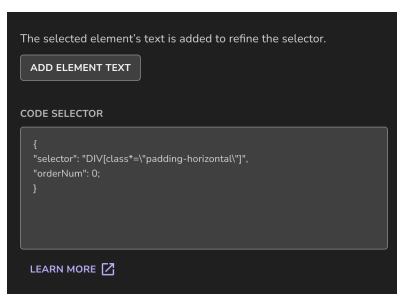 The selected element's text is added to refine the selector.
ADD ELEMENT TEXT
CODE SELECTOR
{
"selector": "DIV[class*=\"padding-horizontal\"]",
"orderNum": 0;
}
LEARN MORE